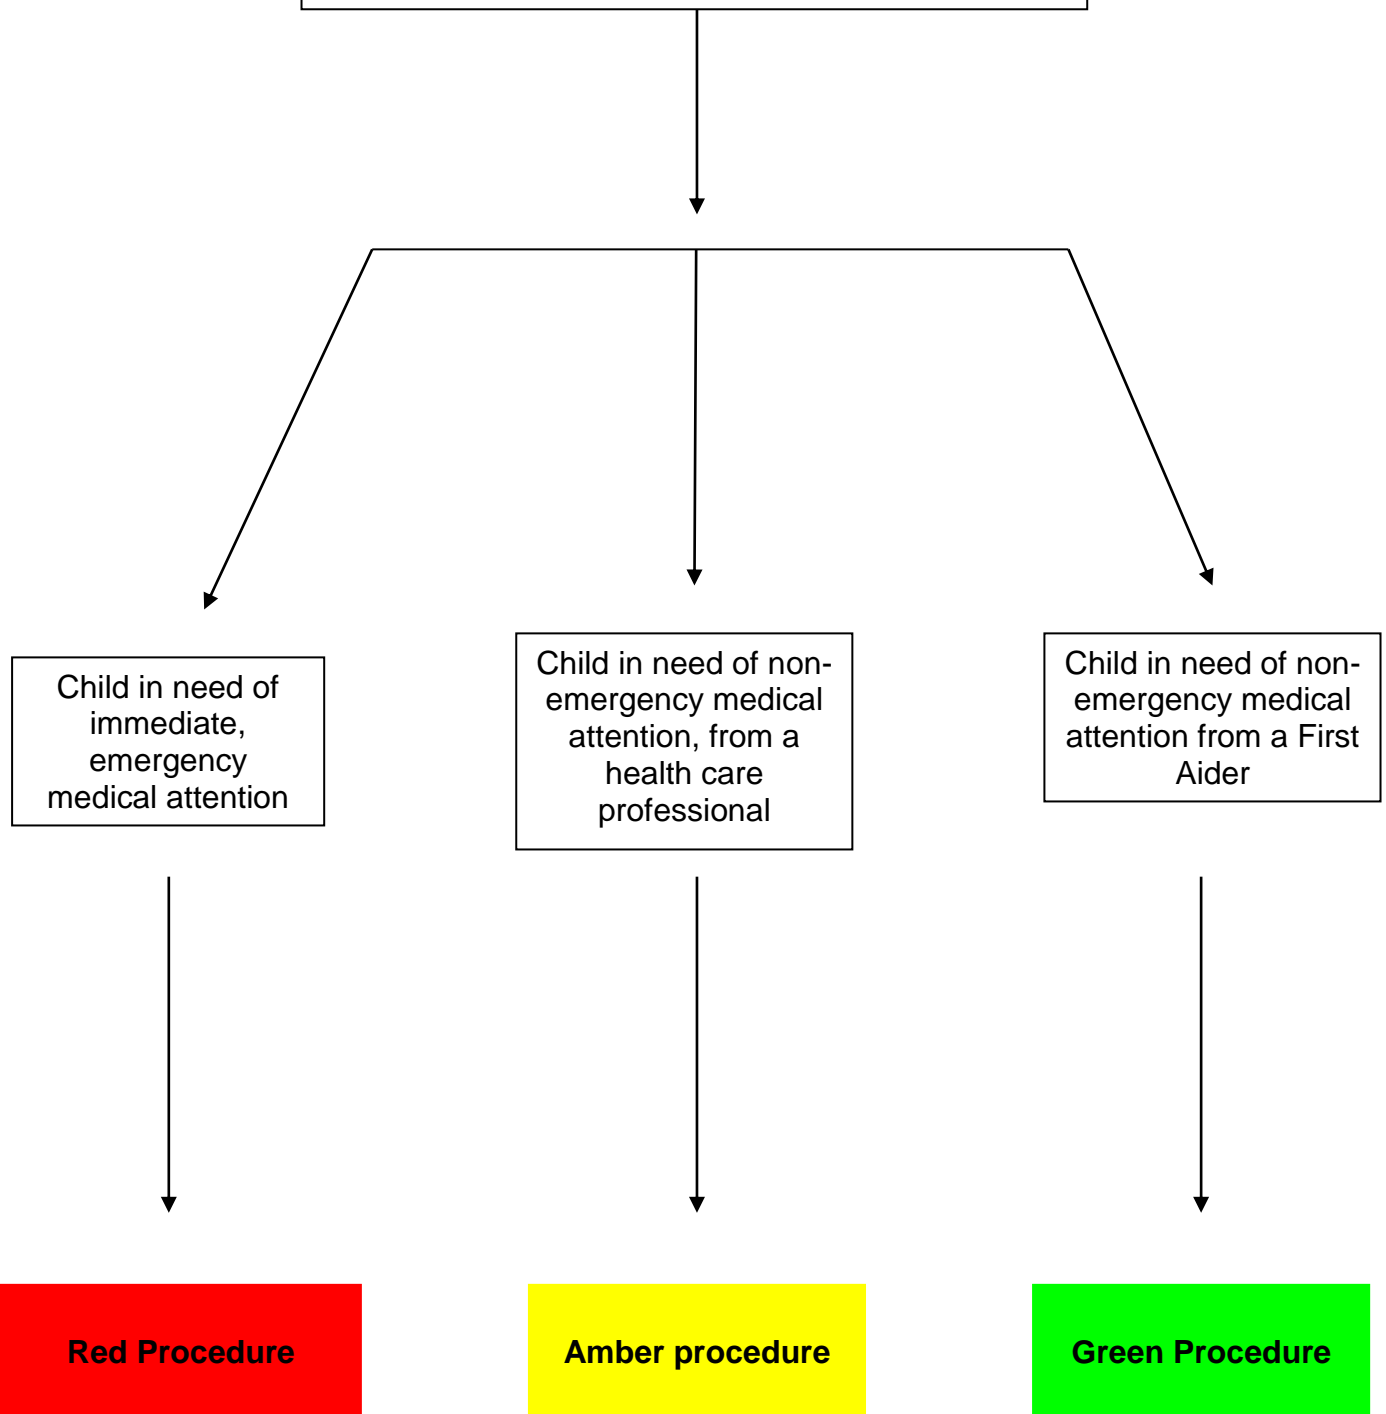 Child in need of
immediate,
emergency
medical attention
Child in need of non-
emergency medical
attention, from a
health care
professional
Child in need of non-
emergency medical
attention from a First
Aider
Red Procedure
Amber procedure
Green Procedure